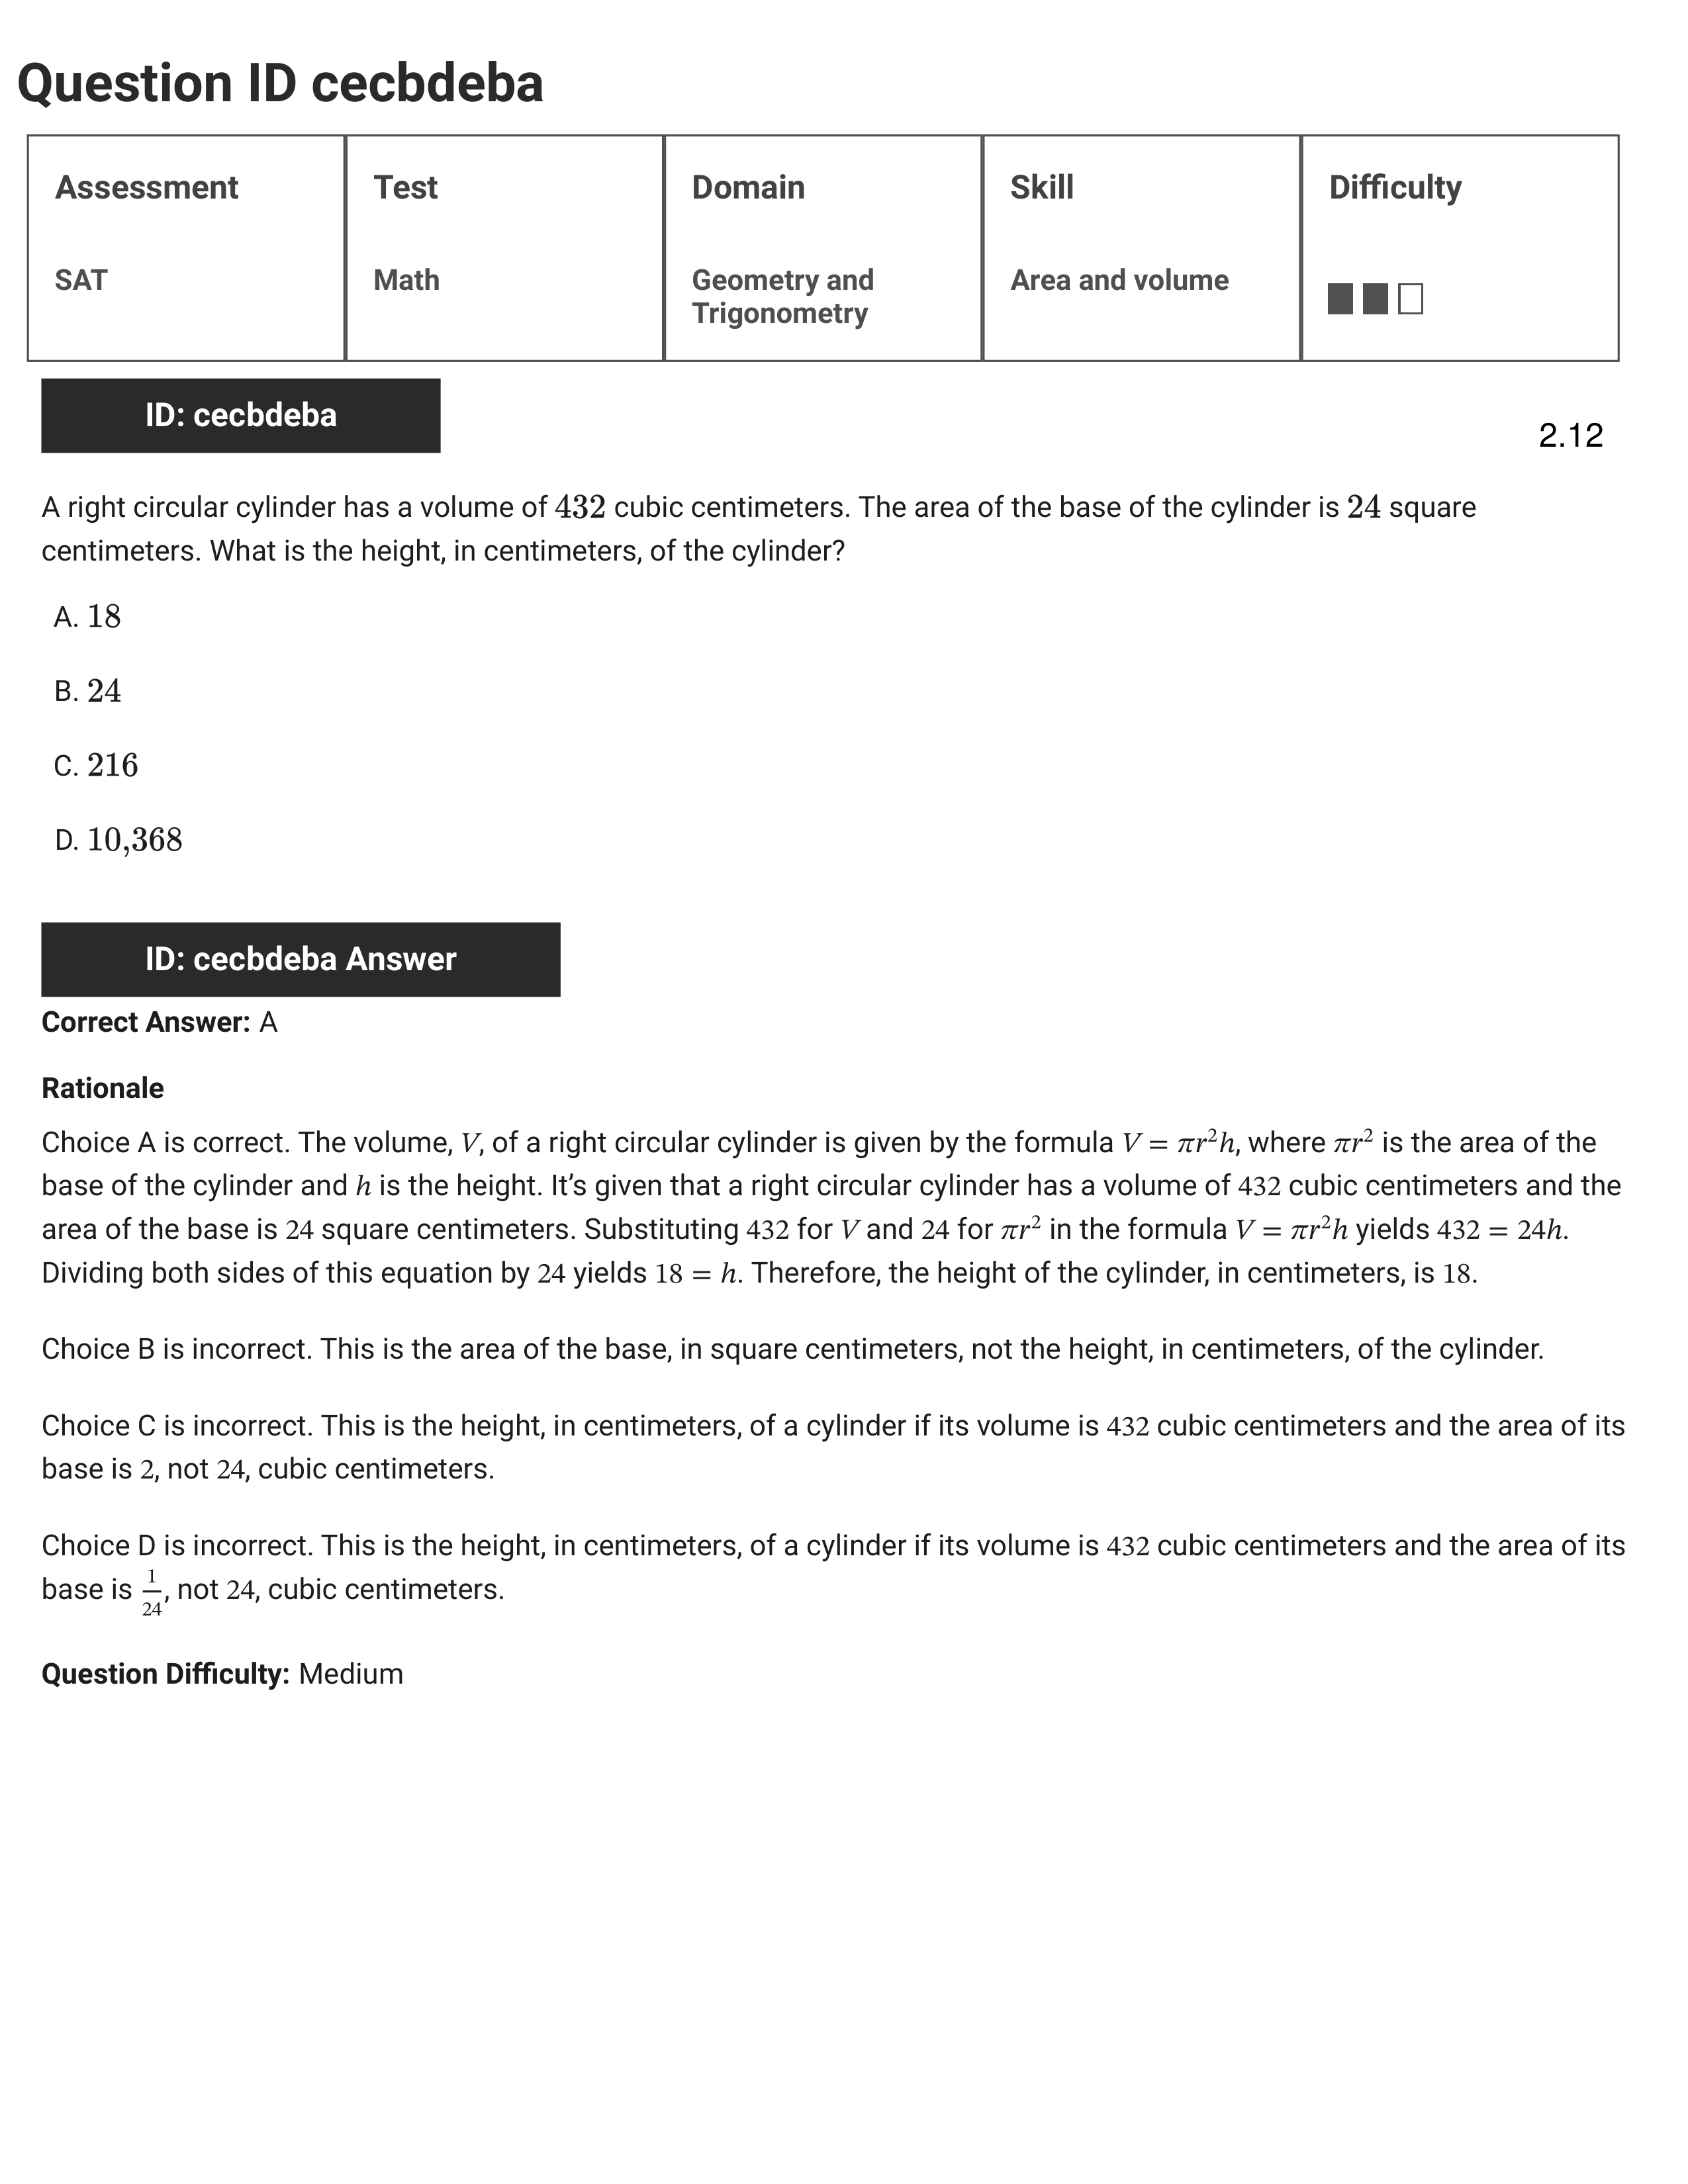 Question ID cecbdeba
Assessment
Test
Domain
Skill
Difficulty
SAT
Math
Geometry and
Trigonometry
Area and volume
ID: cecbdeba
2.12
A right circular cylinder has a volume of 432 cubic centimeters. The area of the base of the cylinder is 24 square
centimeters. What is the height, in centimeters, of the cylinder?
A. 18
B. 24
C. 216
D. 10,368
ID: cecbdeba Answer
Correct Answer: A
Rationale
Choice A is correct. The volume, V, of a right circular cylinder is given by the formula V = πr²h, where πr² is the area of the
base of the cylinder and h is the height. It’s given that a right circular cylinder has a volume of 432 cubic centimeters and the
area of the base is 24 square centimeters. Substituting 432 for V and 24 for πr² in the formula V = πr²h yields 432 = 24h.
Dividing both sides of this equation by 24 yields 18 = h. Therefore, the height of the cylinder, in centimeters, is 18.
Choice B is incorrect. This is the area of the base, in square centimeters, not the height, in centimeters, of the cylinder.
Choice C is incorrect. This is the height, in centimeters, of a cylinder if its volume is 432 cubic centimeters and the area of its
base is 2, not 24, cubic centimeters.
Choice D is incorrect. This is the height, in centimeters, of a cylinder if its volume is 432 cubic centimeters and the area of its
base is 1/24, not 24, cubic centimeters.
Question Difficulty: Medium